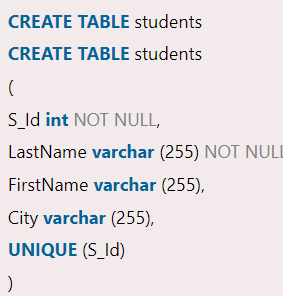 CREATE TABLE students
CREATE TABLE students
(
S_Id int NOT NULL,
LastName varchar (255) NOT NULL
FirstName varchar (255),
City varchar (255),
UNIQUE (S_Id)
)